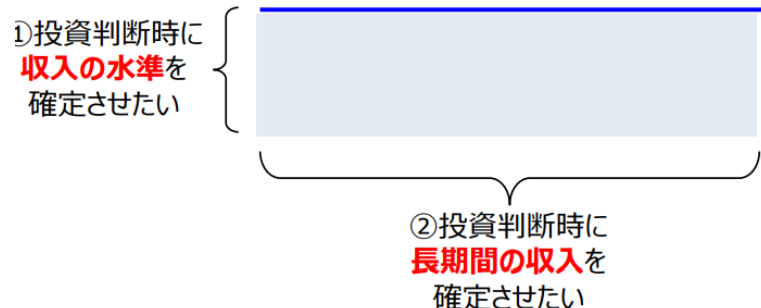 ①投資判断時に
収入の水準を
確定させたい
②投資判断時に
長期間の収入を
確定させたい